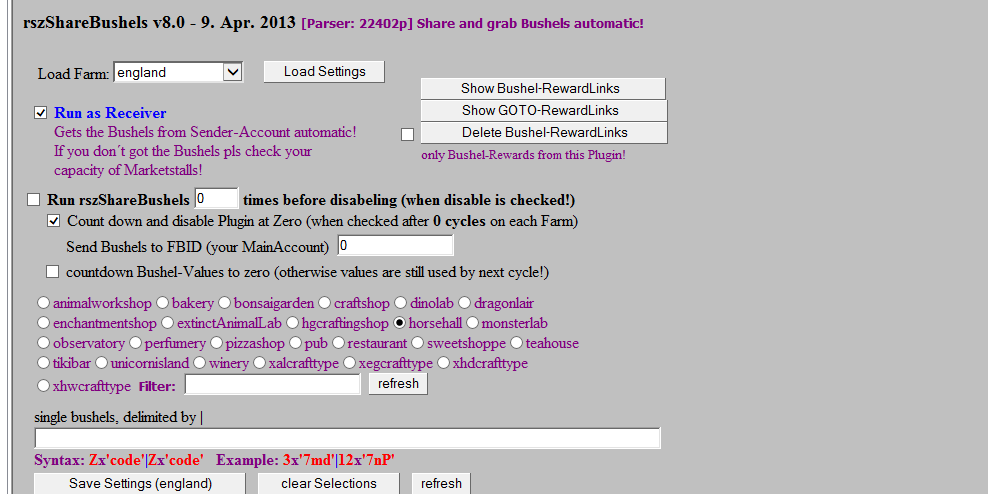 rszShareBushels v8.0 - 9. Apr. 2013 [Parser: 22402p] Share and grab Bushels automatic!
Load Farm: england Load Settings
Show Bushel-RewardLinks
Show GOTO-RewardLinks
Delete Bushel-RewardLinks
only Bushel-Rewards from this Plugin!
Run as Receiver
Gets the Bushels from Sender-Account automatic!
If you don´t got the Bushels pls check your
capacity of Marketstalls!
Run rszShareBushels 0 times before disabeling (when disable is checked!)
Count down and disable Plugin at Zero (when checked after 0 cycles on each Farm)
Send Bushels to FBID (your MainAccount) 0
countdown Bushel-Values to zero (otherwise values are still used by next cycle!)
animalworkshop bakery bonsaigarden craftshop dinolab dragonlair
enchantmentshop extinctAnimalLab hgcraftingshop horsehall monsterlab
observatory perfumery pizzashop pub restaurant sweetshoppe teahouse
tikibar unicornisland winery xalcrafttype xegcrafttype xhdcrafttype
xhwcrafttype Filter: refresh
single bushels, delimited by |
Syntax: Zx'code'|Zx'code' Example: 3x'7md'|12x'7nP'
Save Settings (england) clear Selections refresh